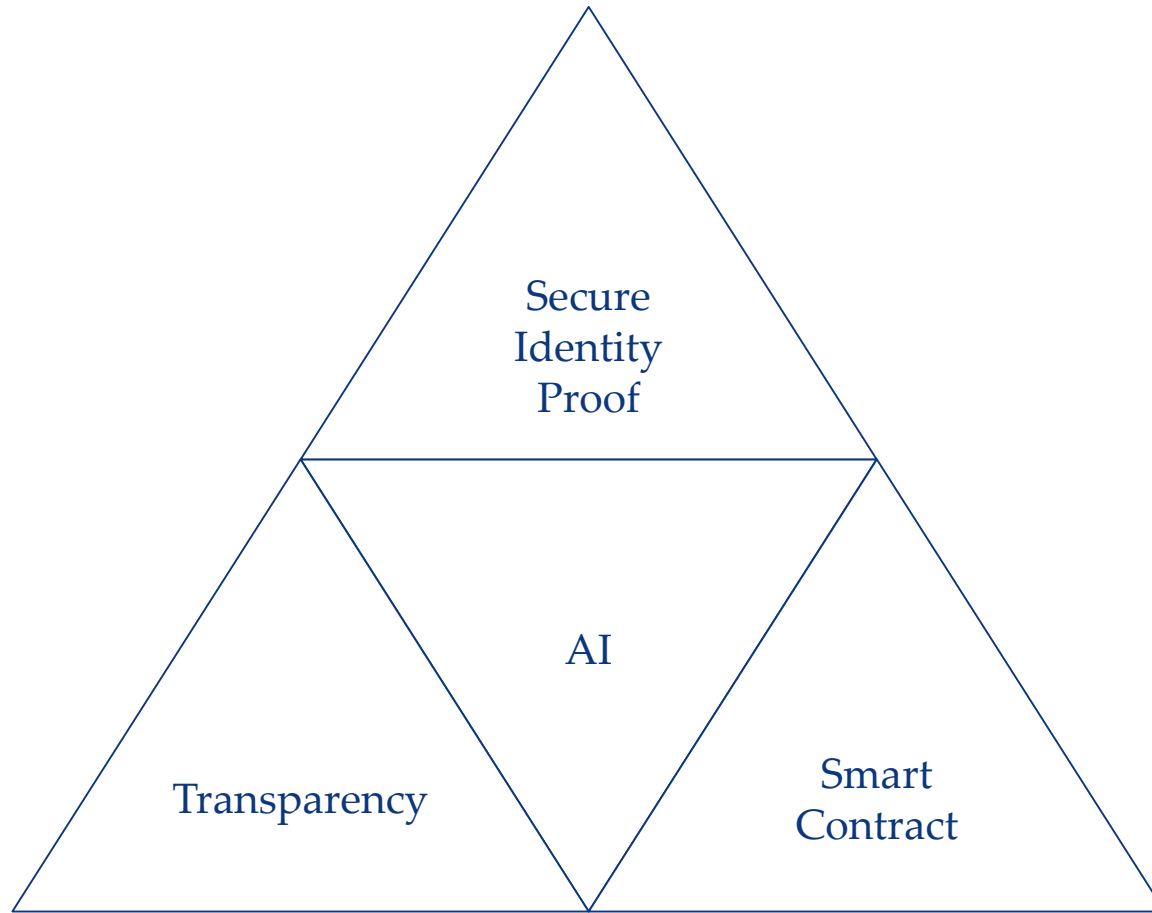 Secure
Identity
Proof
AI
Transparency
Smart
Contract